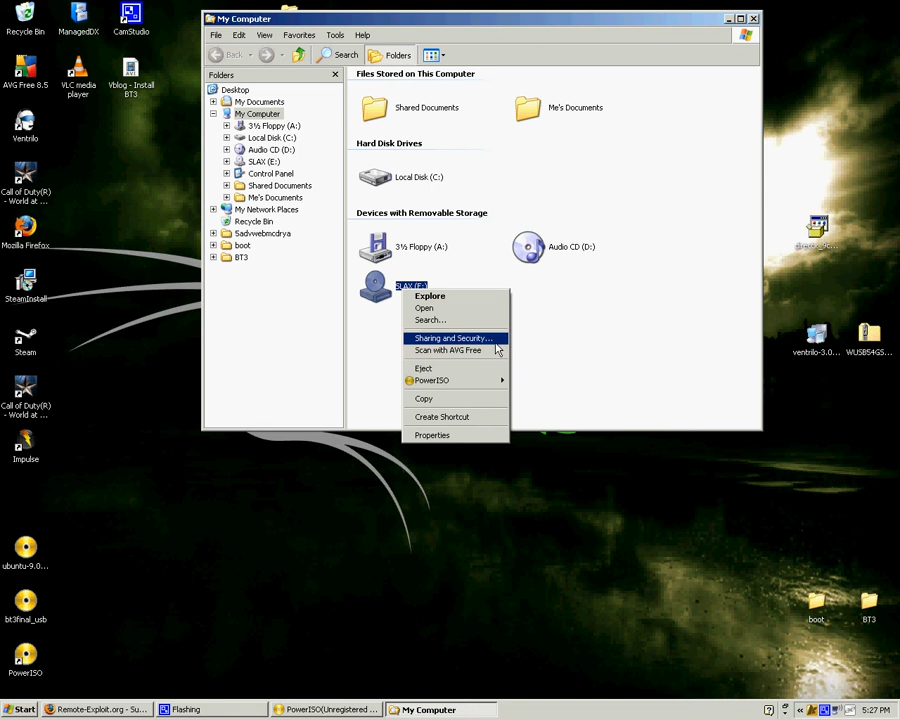 My Computer
File Edit View Favorites Tools Help
Back Search Folders
Folders
Desktop
My Documents
My Computer
3½ Floppy (A:)
Local Disk (C:)
Audio CD (D:)
SLAX (E:)
Control Panel
Shared Documents
Me's Documents
My Network Places
Recycle Bin
5advwebmcdrya
boot
BT3
Files Stored on This Computer
Shared Documents Me's Documents
Hard Disk Drives
Local Disk (C:)
Devices with Removable Storage
3½ Floppy (A:) Audio CD (D:)
SLAX (E:)
Explore
Open
Search...
Sharing and Security...
Scan with AVG Free
Eject
PowerISO
Copy
Create Shortcut
Properties
Recycle Bin ManagedDX CamStudio
AVG Free 8.5 VLC media player Vblog - Install BT3
Ventrilo
Call of Duty(R) - World at ...
Mozilla Firefox
SteamInstall
Steam
Call of Duty(R) - World at ...
Impulse
ubuntu-9.0...
bt3final_usb
PowerISO
directx_9c...
ventrilo-3.0... WUSB54GS...
boot BT3
Start Remote-Exploit.org - Su... Flashing PowerISO(Unregistered ... My Computer 5:27 PM